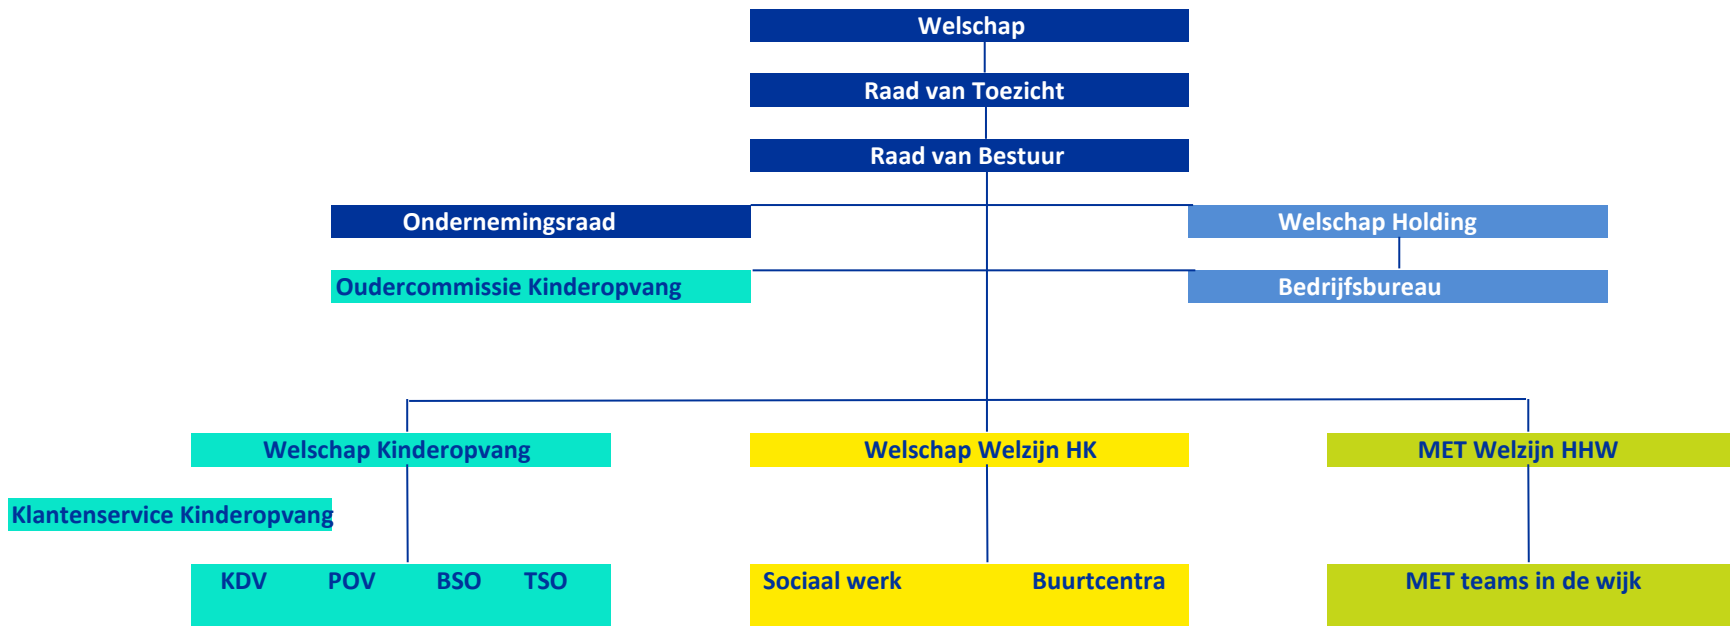 Welschap
Raad van Toezicht
Raad van Bestuur
Ondernemingsraad
Welschap Holding
Oudercommissie Kinderopvang
Bedrijfsbureau
Welschap Kinderopvang
Welschap Welzijn HK
MET Welzijn HHW
Klantenservice Kinderopvang
KDV POV BSO TSO
Sociaal werk Buurtcentra
MET teams in de wijk